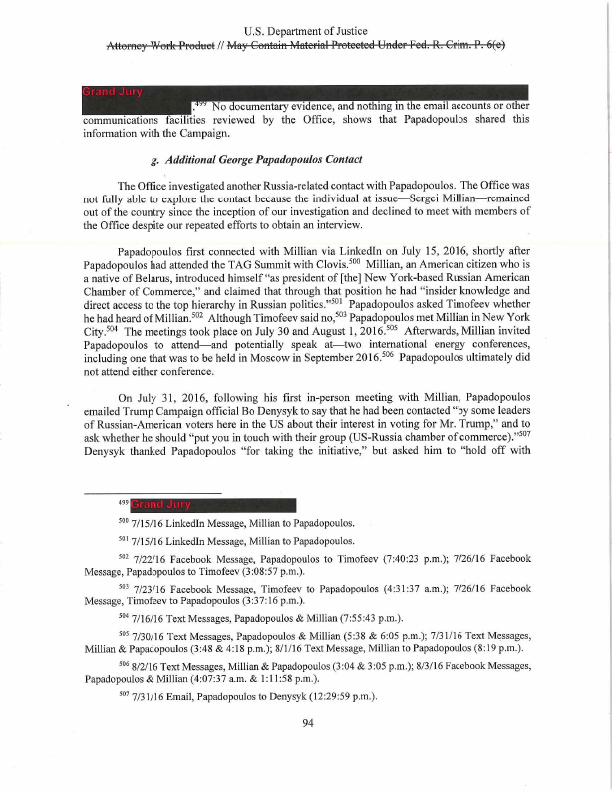 U.S. Department of Justice
Attorney Work Product // May Contain Material Protected Under Fed. R. Crim. P. 6(e)
Grand Jury
.499 No documentary evidence, and nothing in the email accounts or other
communications facilities reviewed by the Office, shows that Papadopoulos shared this
information with the Campaign.
g. Additional George Papadopoulos Contact
The Office investigated another Russia-related contact with Papadopoulos. The Office was
not fully able to explore the contact because the individual at issue—Sergei Millian—remained
out of the country since the inception of our investigation and declined to meet with members of
the Office despite our repeated efforts to obtain an interview.
Papadopoulos first connected with Millian via LinkedIn on July 15, 2016, shortly after
Papadopoulos had attended the TAG Summit with Clovis.500 Millian, an American citizen who is
a native of Belarus, introduced himself "as president of [the] New York-based Russian American
Chamber of Commerce," and claimed that through that position he had "insider knowledge and
direct access to the top hierarchy in Russian politics."501 Papadopoulos asked Timofeev whether
he had heard of Millian.502 Although Timofeev said no,503 Papadopoulos met Millian in New York
City.504 The meetings took place on July 30 and August 1, 2016.505 Afterwards, Millian invited
Papadopoulos to attend—and potentially speak at—two international energy conferences,
including one that was to be held in Moscow in September 2016.506 Papadopoulos ultimately did
not attend either conference.
On July 31, 2016, following his first in-person meeting with Millian, Papadopoulos
emailed Trump Campaign official Bo Denysyk to say that he had been contacted "by some leaders
of Russian-American voters here in the US about their interest in voting for Mr. Trump," and to
ask whether he should "put you in touch with their group (US-Russia chamber of commerce)."507
Denysyk thanked Papadopoulos "for taking the initiative," but asked him to "hold off with
499 Grand Jury
500 7/15/16 LinkedIn Message, Millian to Papadopoulos.
501 7/15/16 LinkedIn Message, Millian to Papadopoulos.
502 7/22/16 Facebook Message, Papadopoulos to Timofeev (7:40:23 p.m.); 7/26/16 Facebook
Message, Papadopoulos to Timofeev (3:08:57 p.m.).
503 7/23/16 Facebook Message, Timofeev to Papadopoulos (4:31:37 a.m.); 7/26/16 Facebook
Message, Timofeev to Papadopoulos (3:37:16 p.m.).
504 7/16/16 Text Messages, Papadopoulos & Millian (7:55:43 p.m.).
505 7/30/16 Text Messages, Papadopoulos & Millian (5:38 & 6:05 p.m.); 7/31/16 Text Messages,
Millian & Papadopoulos (3:48 & 4:18 p.m.); 8/1/16 Text Message, Millian to Papadopoulos (8:19 p.m.).
506 8/2/16 Text Messages, Millian & Papadopoulos (3:04 & 3:05 p.m.); 8/3/16 Facebook Messages,
Papadopoulos & Millian (4:07:37 a.m. & 1:11:58 p.m.).
507 7/31/16 Email, Papadopoulos to Denysyk (12:29:59 p.m.).
94